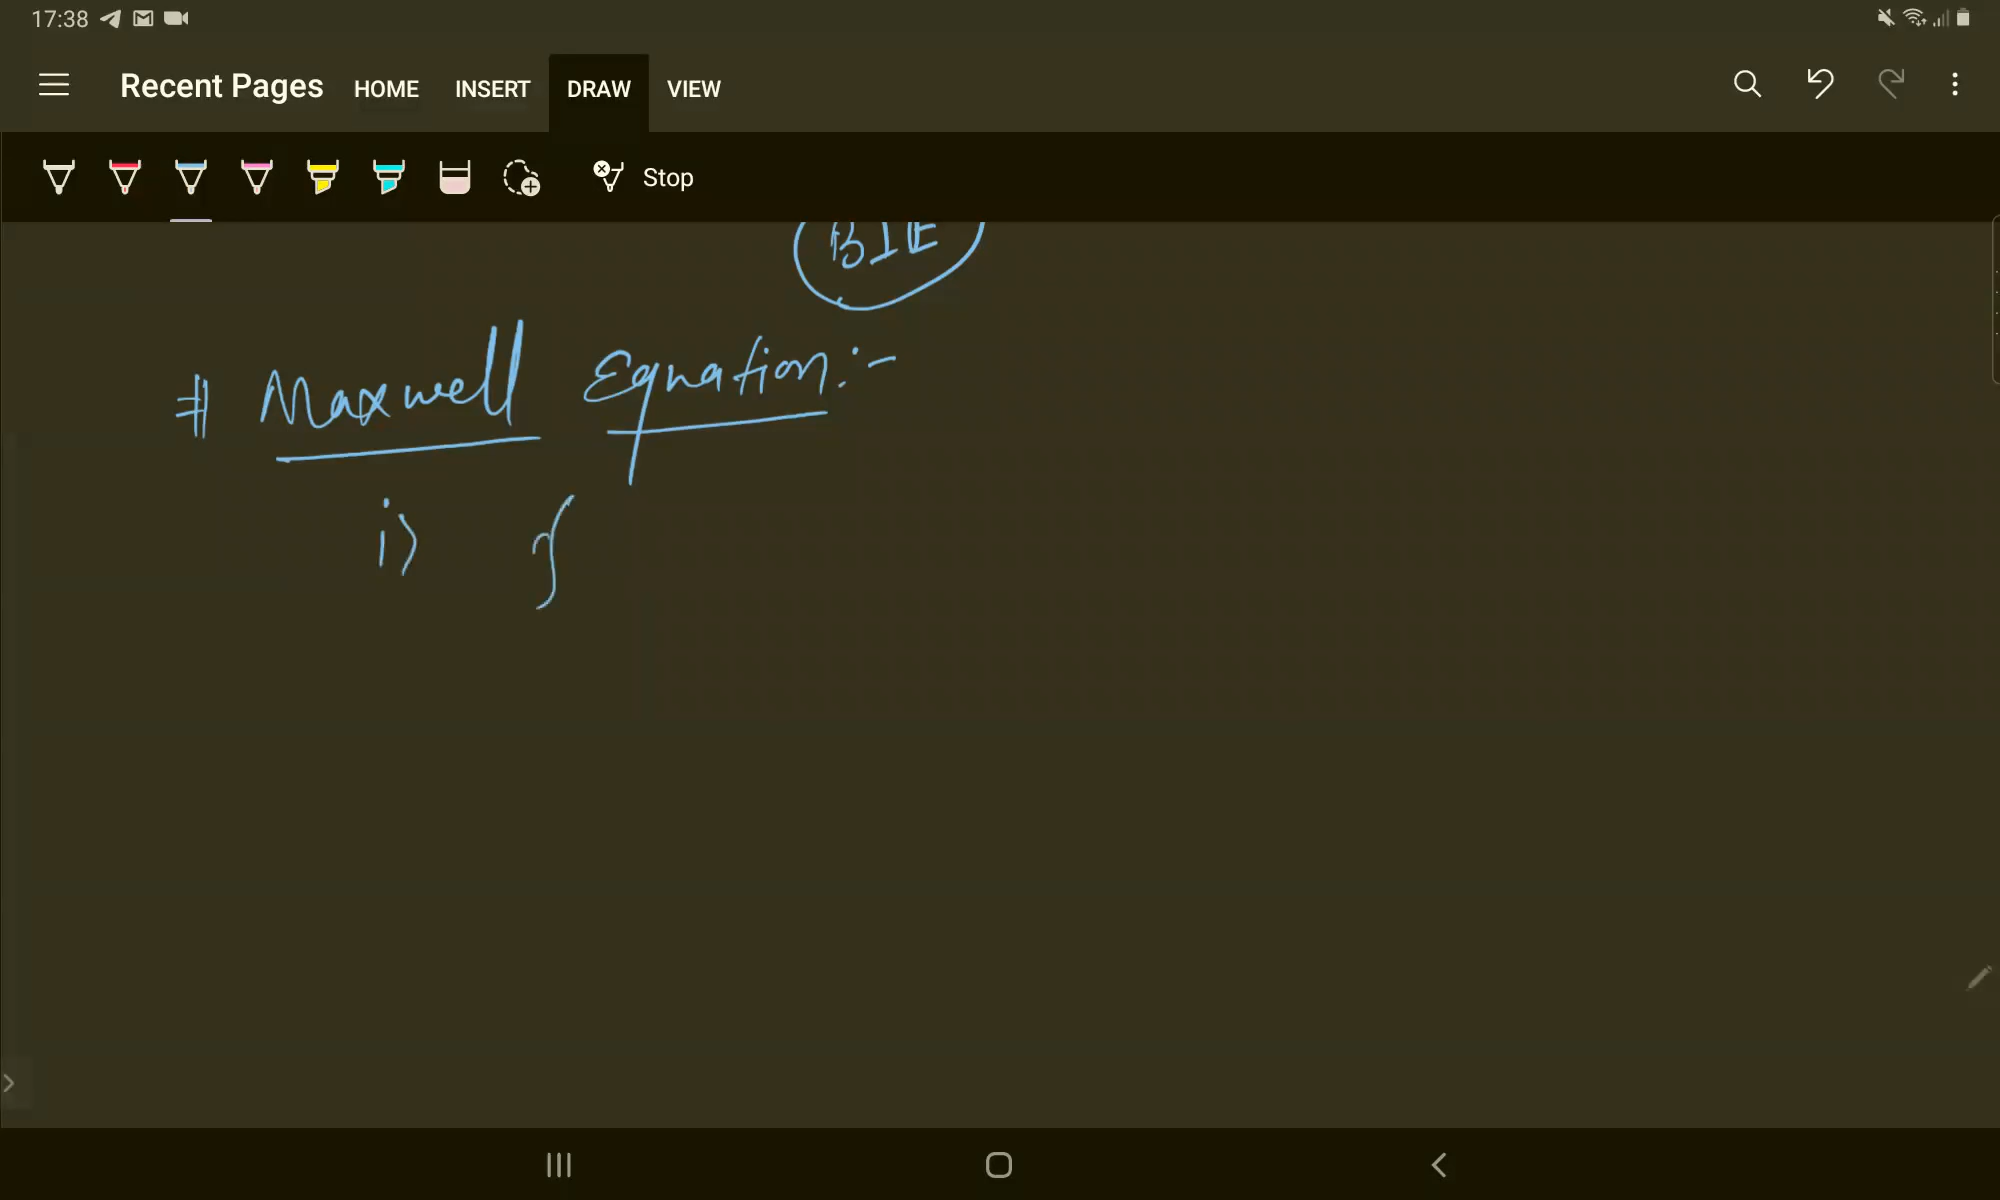 17:38
Recent Pages HOME INSERT DRAW VIEW
Stop
BIE
# Maxwell Equation:-
i) ∫